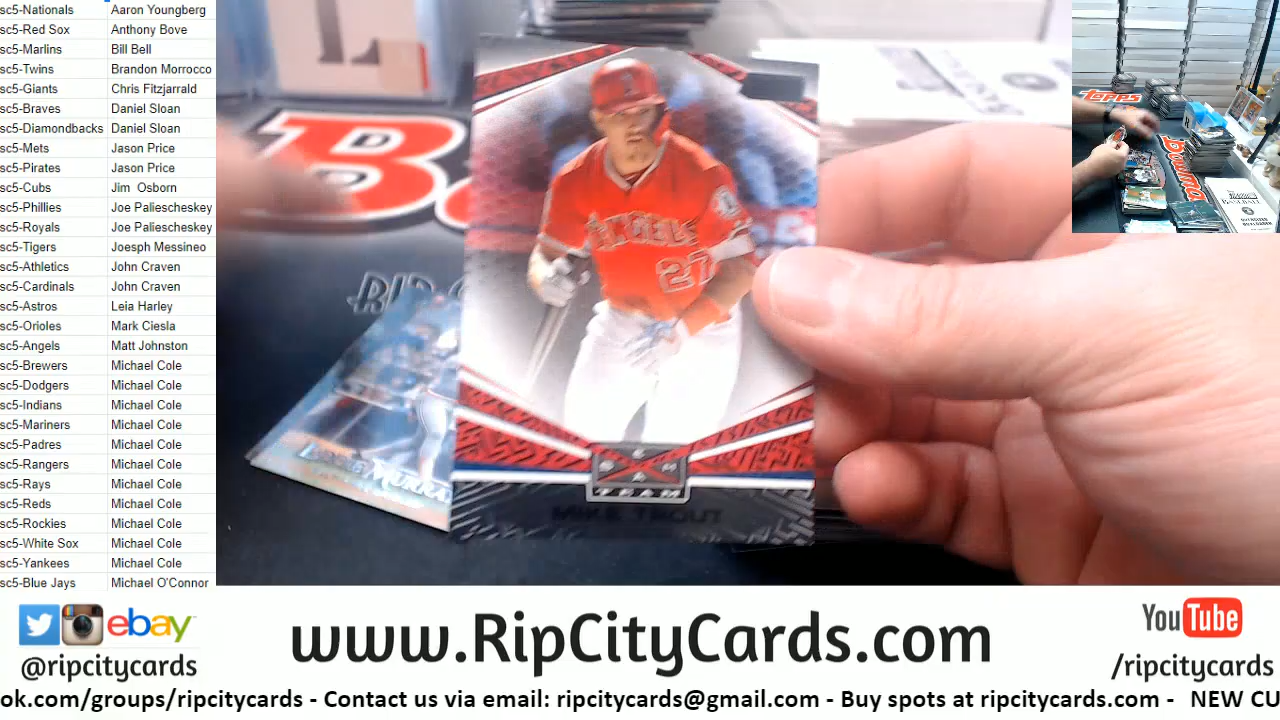 sc5-Nationals Aaron Youngberg
sc5-Red Sox Anthony Bove
sc5-Marlins Bill Bell
sc5-Twins Brandon Morrocco
sc5-Giants Chris Fitzjarrald
sc5-Braves Daniel Sloan
sc5-Diamondbacks Daniel Sloan
sc5-Mets Jason Price
sc5-Pirates Jason Price
sc5-Cubs Jim Osborn
sc5-Phillies Joe Paliescheskey
sc5-Royals Joe Paliescheskey
sc5-Tigers Joesph Messineo
sc5-Athletics John Craven
sc5-Cardinals John Craven
sc5-Astros Leia Harley
sc5-Orioles Mark Ciesla
sc5-Angels Matt Johnston
sc5-Brewers Michael Cole
sc5-Dodgers Michael Cole
sc5-Indians Michael Cole
sc5-Mariners Michael Cole
sc5-Padres Michael Cole
sc5-Rangers Michael Cole
sc5-Rays Michael Cole
sc5-Reds Michael Cole
sc5-Rockies Michael Cole
sc5-White Sox Michael Cole
sc5-Yankees Michael Cole
sc5-Blue Jays Michael O'Connor
ANGELS
27
TEAM
MIKE TROUT
MURRA
topps
BOWMA
ebay
@ripcitycards
www.RipCityCards.com
YouTube
/ripcitycards
ok.com/groups/ripcitycards - Contact us via email: ripcitycards@gmail.com - Buy spots at ripcitycards.com - NEW CU